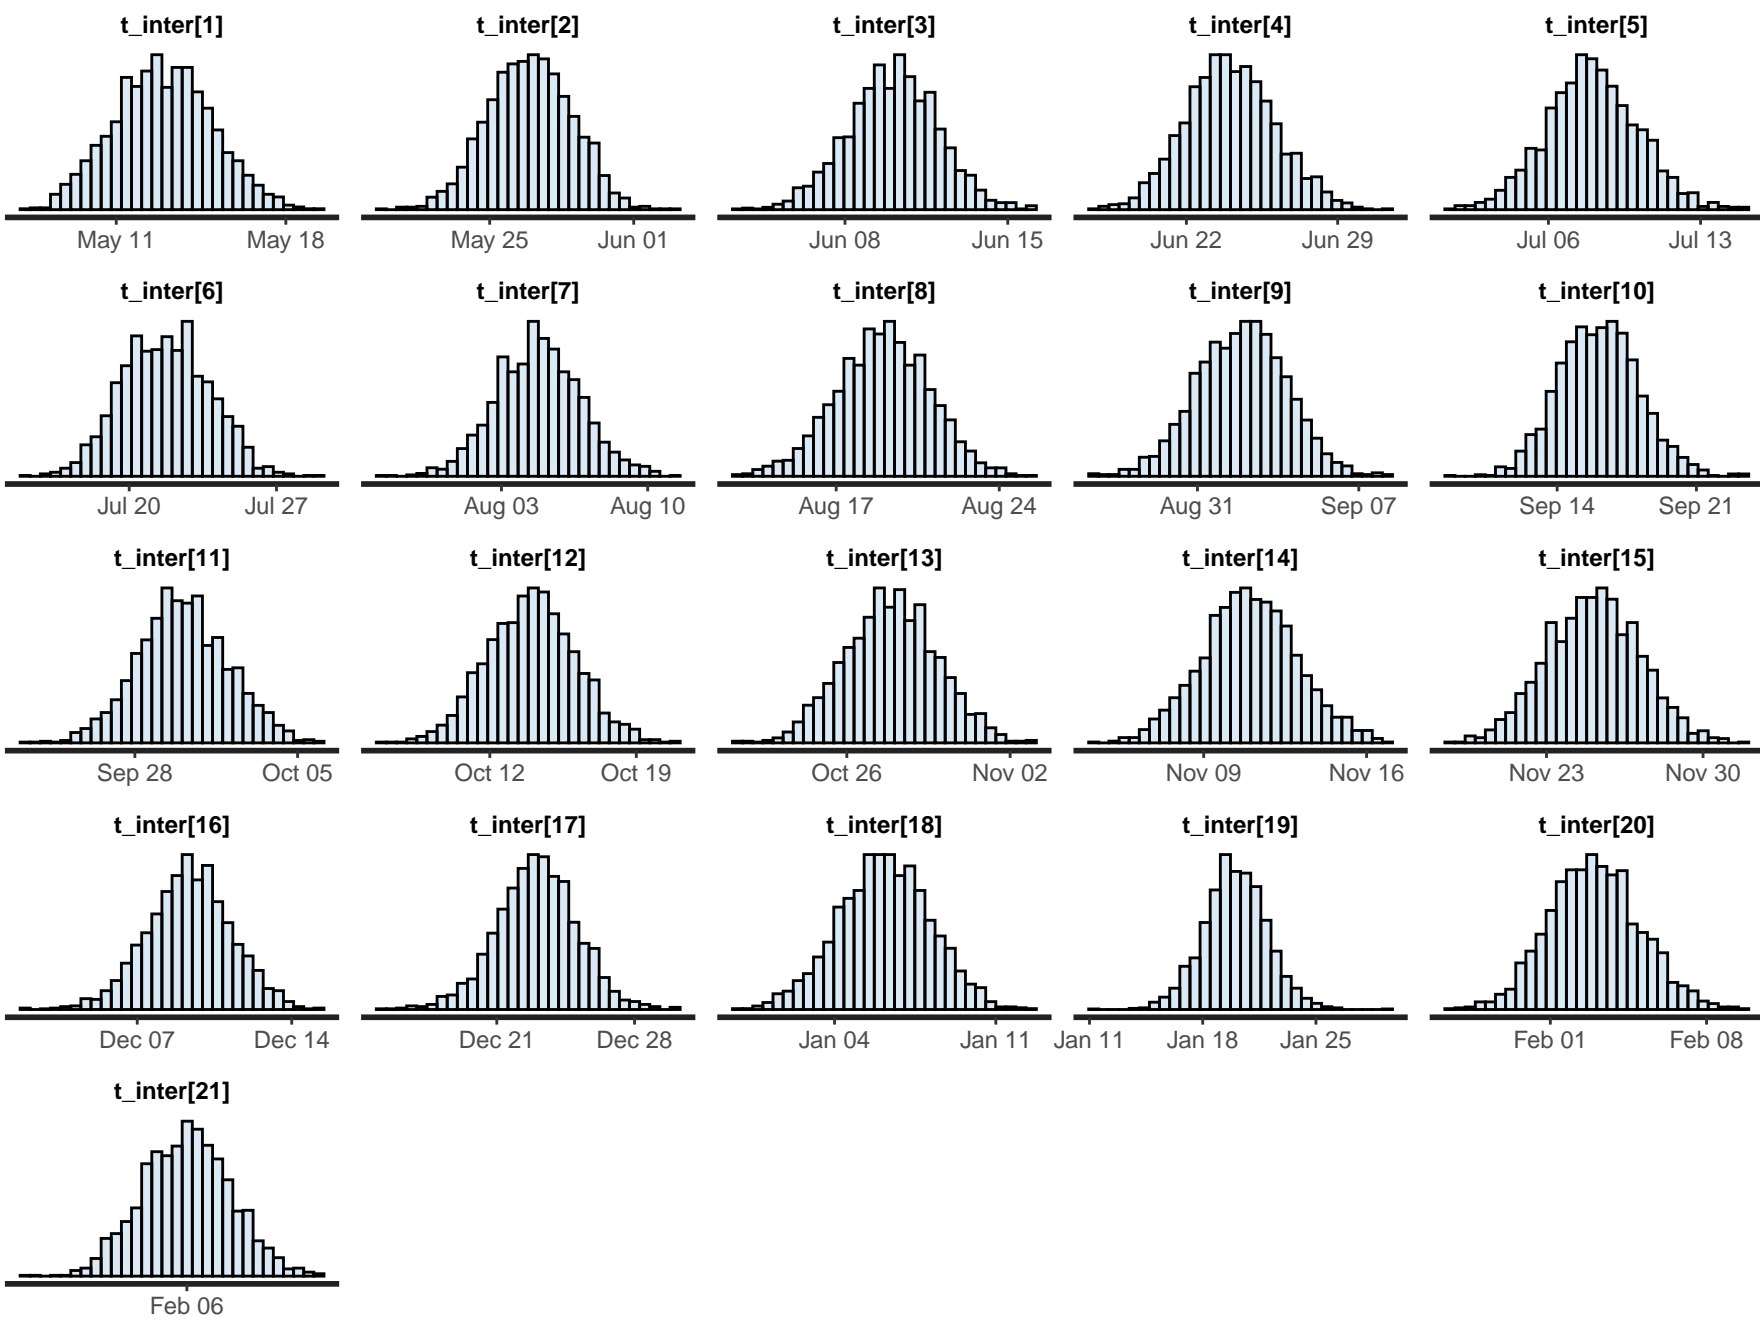 t_inter[1] t_inter[2] t_inter[3] t_inter[4] t_inter[5]
May 11 May 18 May 25 Jun 01 Jun 08 Jun 15 Jun 22 Jun 29 Jul 06 Jul 13
t_inter[6] t_inter[7] t_inter[8] t_inter[9] t_inter[10]
Jul 20 Jul 27 Aug 03 Aug 10 Aug 17 Aug 24 Aug 31 Sep 07 Sep 14 Sep 21
t_inter[11] t_inter[12] t_inter[13] t_inter[14] t_inter[15]
Sep 28 Oct 05 Oct 12 Oct 19 Oct 26 Nov 02 Nov 09 Nov 16 Nov 23 Nov 30
t_inter[16] t_inter[17] t_inter[18] t_inter[19] t_inter[20]
Dec 07 Dec 14 Dec 21 Dec 28 Jan 04 Jan 11 Jan 11 Jan 18 Jan 25 Feb 01 Feb 08
t_inter[21]
Feb 06